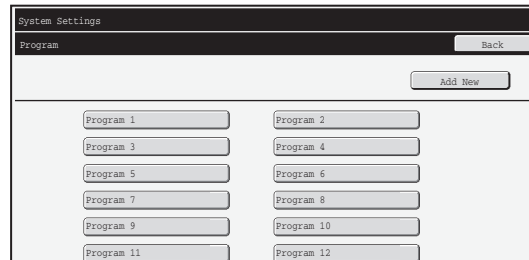 System Settings
Program Back
Add New
Program 1 Program 2
Program 3 Program 4
Program 5 Program 6
Program 7 Program 8
Program 9 Program 10
Program 11 Program 12